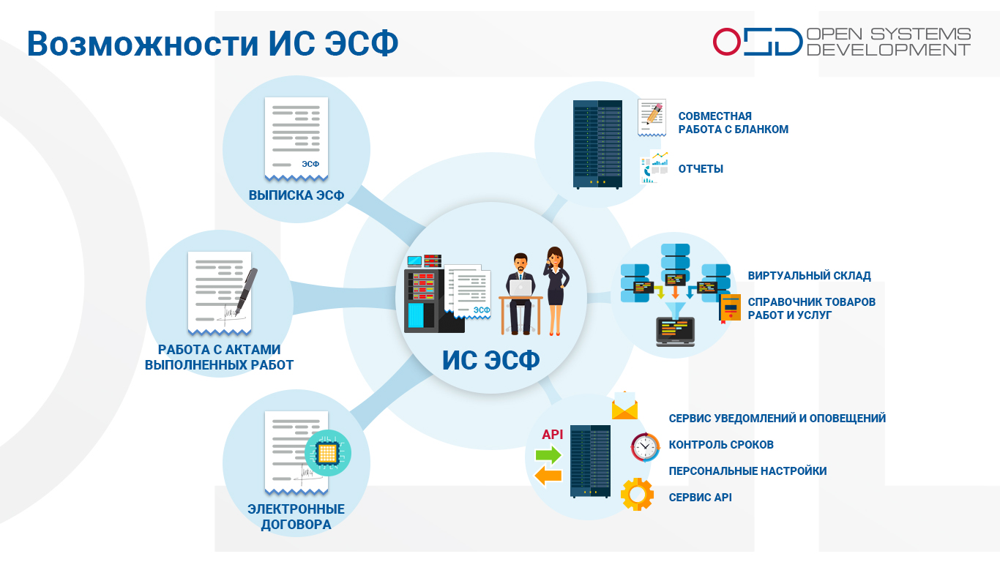 Возможности ИС ЭСФ
OPEN SYSTEMS
DEVELOPMENT
ЭСФ
ВЫПИСКА ЭСФ
РАБОТА С АКТАМИ
ВЫПОЛНЕННЫХ РАБОТ
ЭЛЕКТРОННЫЕ
ДОГОВОРА
ЭСФ
ИС ЭСФ
СОВМЕСТНАЯ
РАБОТА С БЛАНКОМ
ОТЧЕТЫ
ВИРТУАЛЬНЫЙ СКЛАД
СПРАВОЧНИК ТОВАРОВ
РАБОТ И УСЛУГ
API
СЕРВИС УВЕДОМЛЕНИЙ И ОПОВЕЩЕНИЙ
КОНТРОЛЬ СРОКОВ
ПЕРСОНАЛЬНЫЕ НАСТРОЙКИ
СЕРВИС API